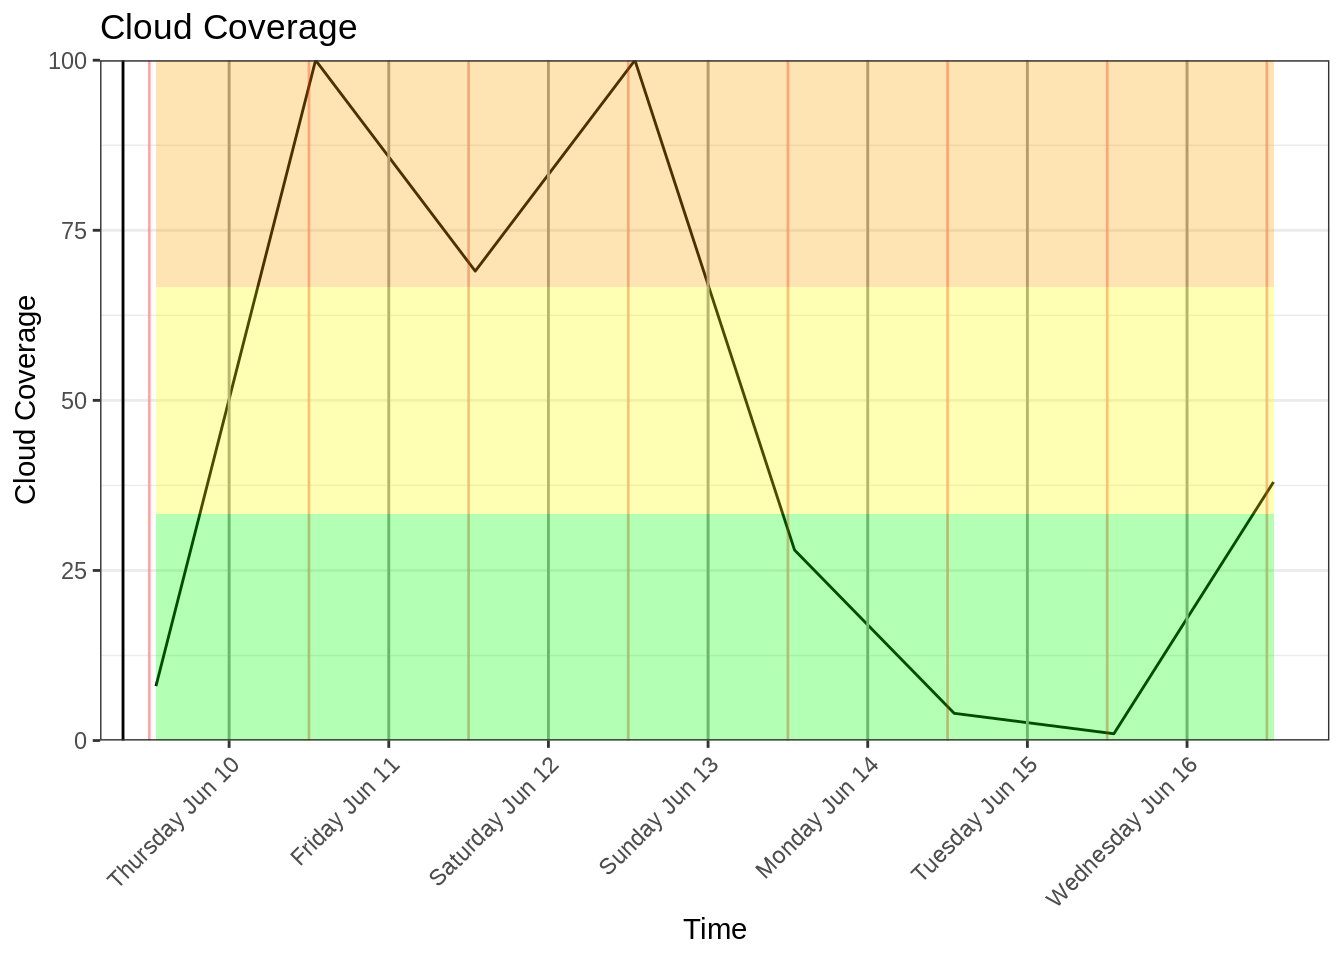 Cloud Coverage
Cloud Coverage
100
75
50
25
0
Thursday Jun 10
Friday Jun 11
Saturday Jun 12
Sunday Jun 13
Monday Jun 14
Tuesday Jun 15
Wednesday Jun 16
Time